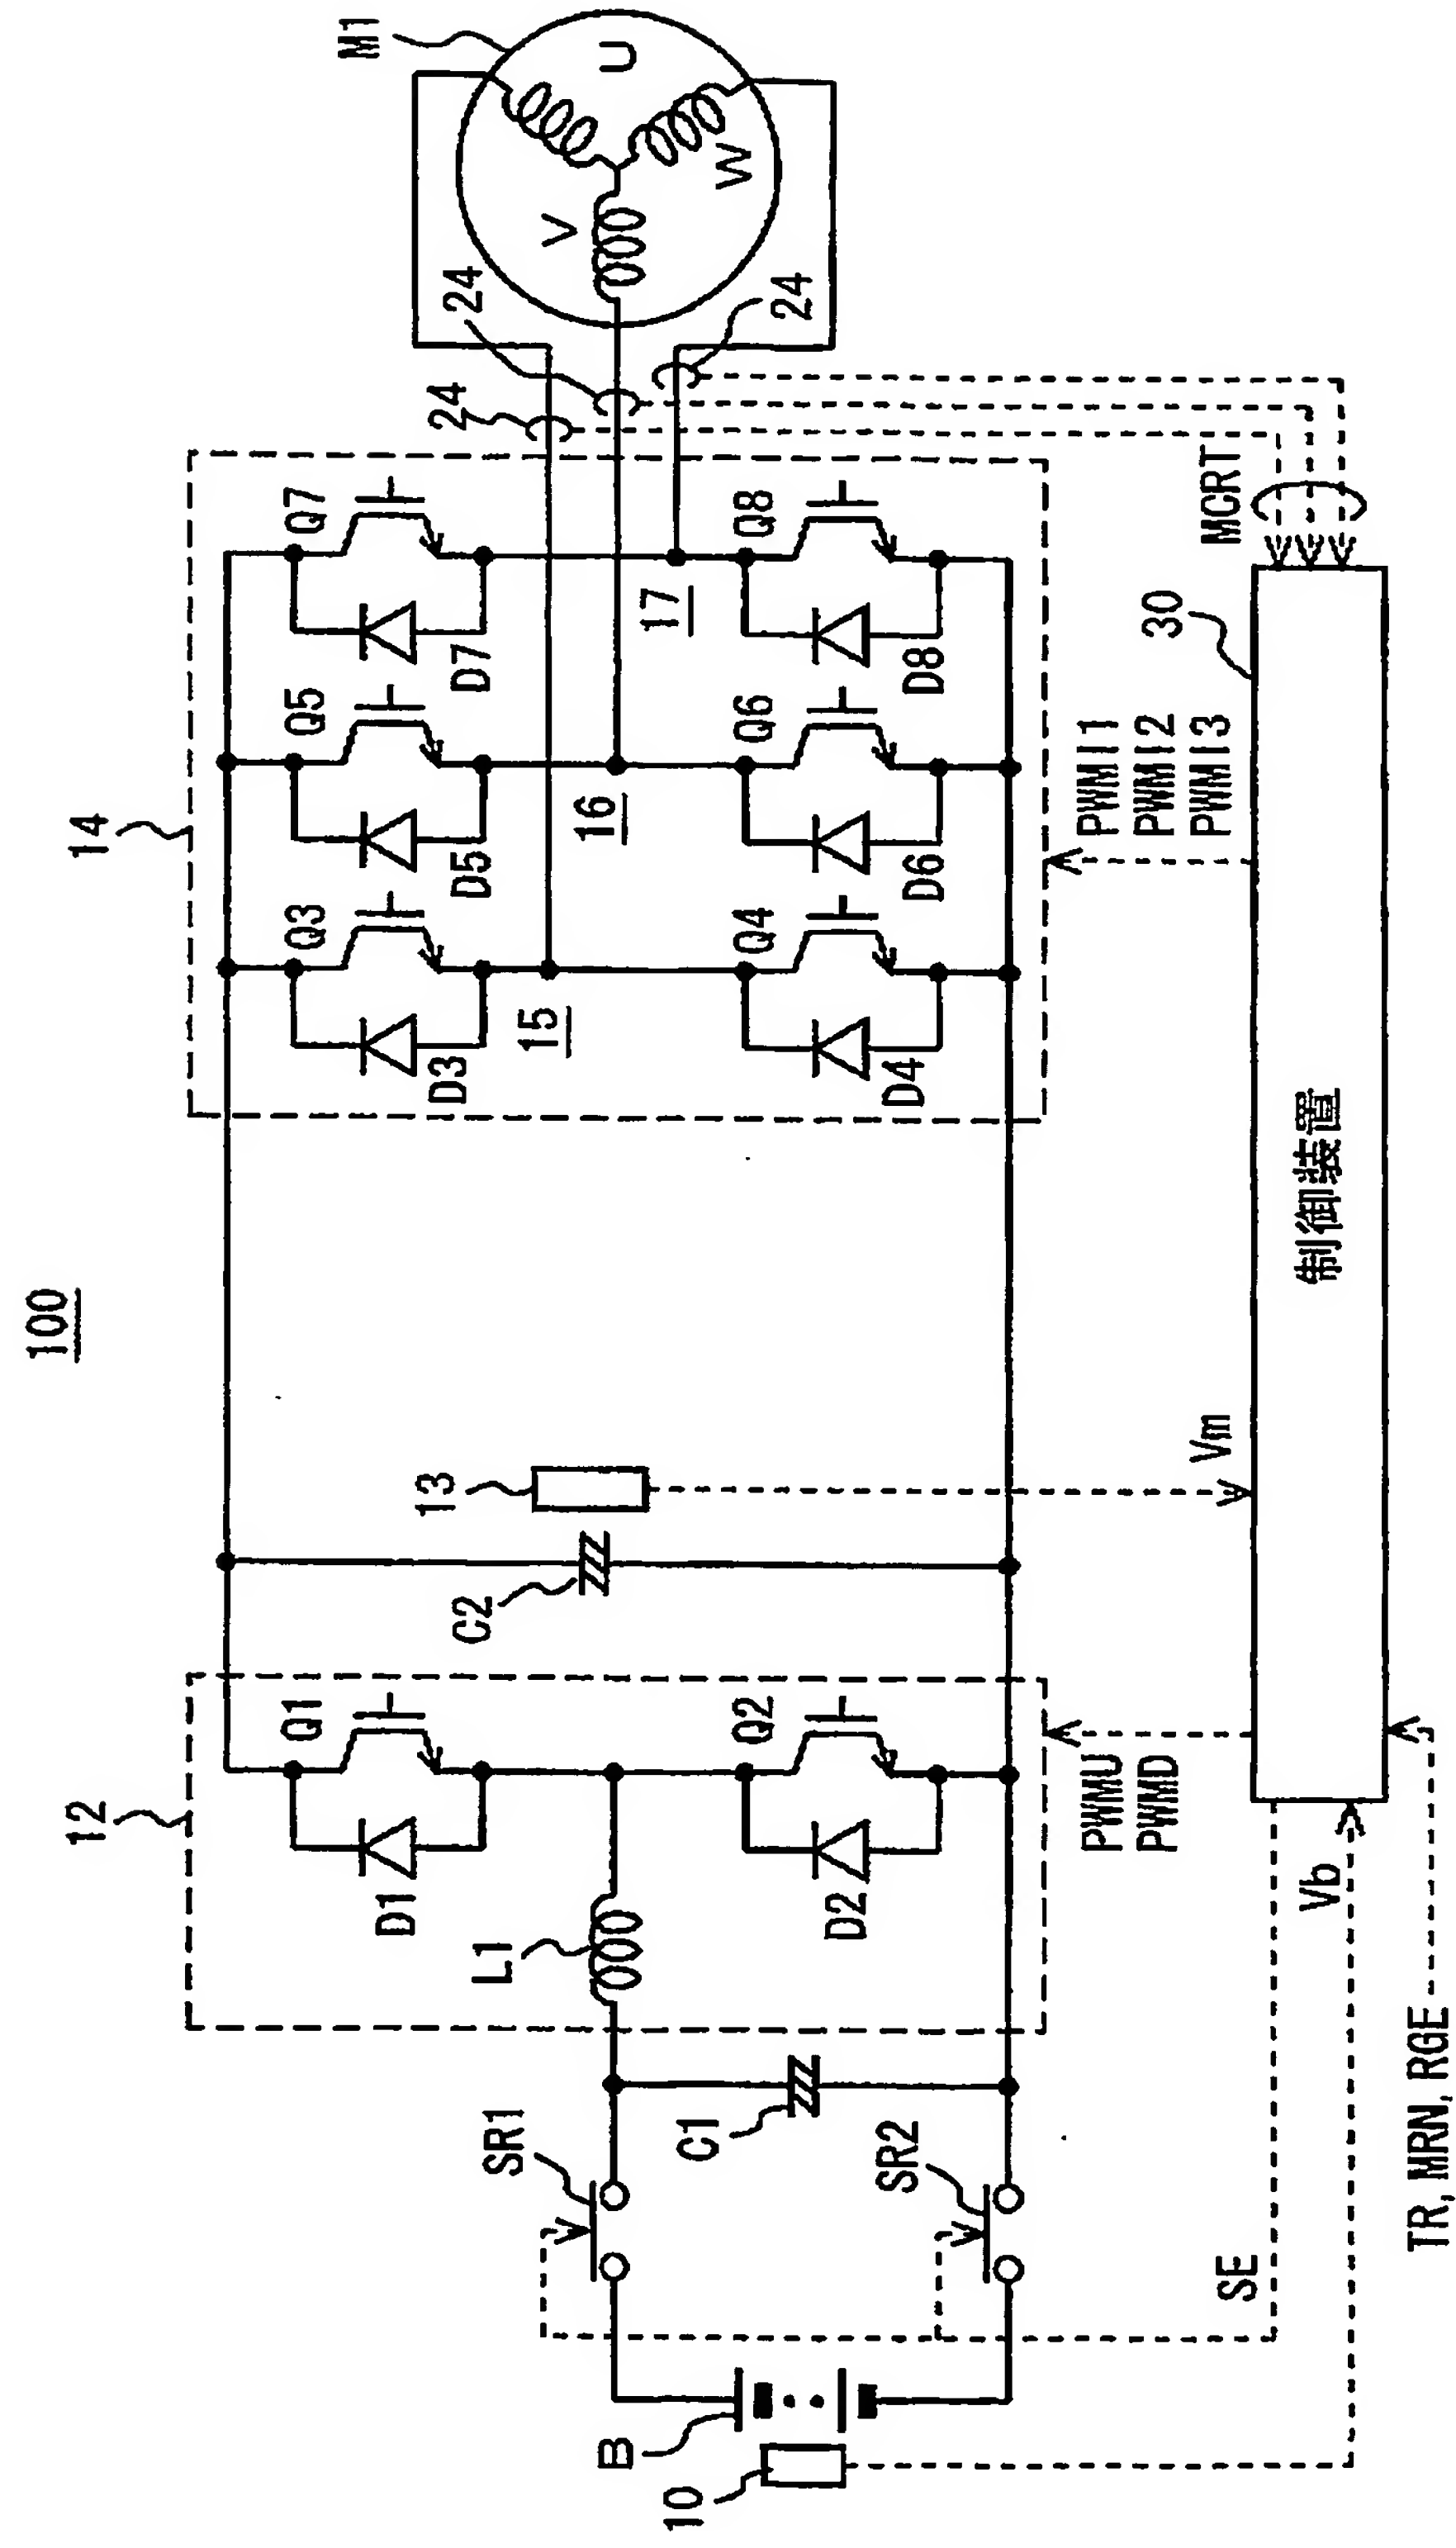 100
12
14
Q1
D1
L1
Q2
D2
SR1
C1
SR2
B
10
C2
13
Q3
D3
Q5
D5
Q7
D7
15
16
17
Q4
D4
Q6
D6
Q8
D8
24
24
24
M1
U
V
W
SE
Vb
PWMU
PWMD
Vm
PWMI1
PWMI2
PWMI3
30
MCRT
制御装置
TR, MRN, RGE